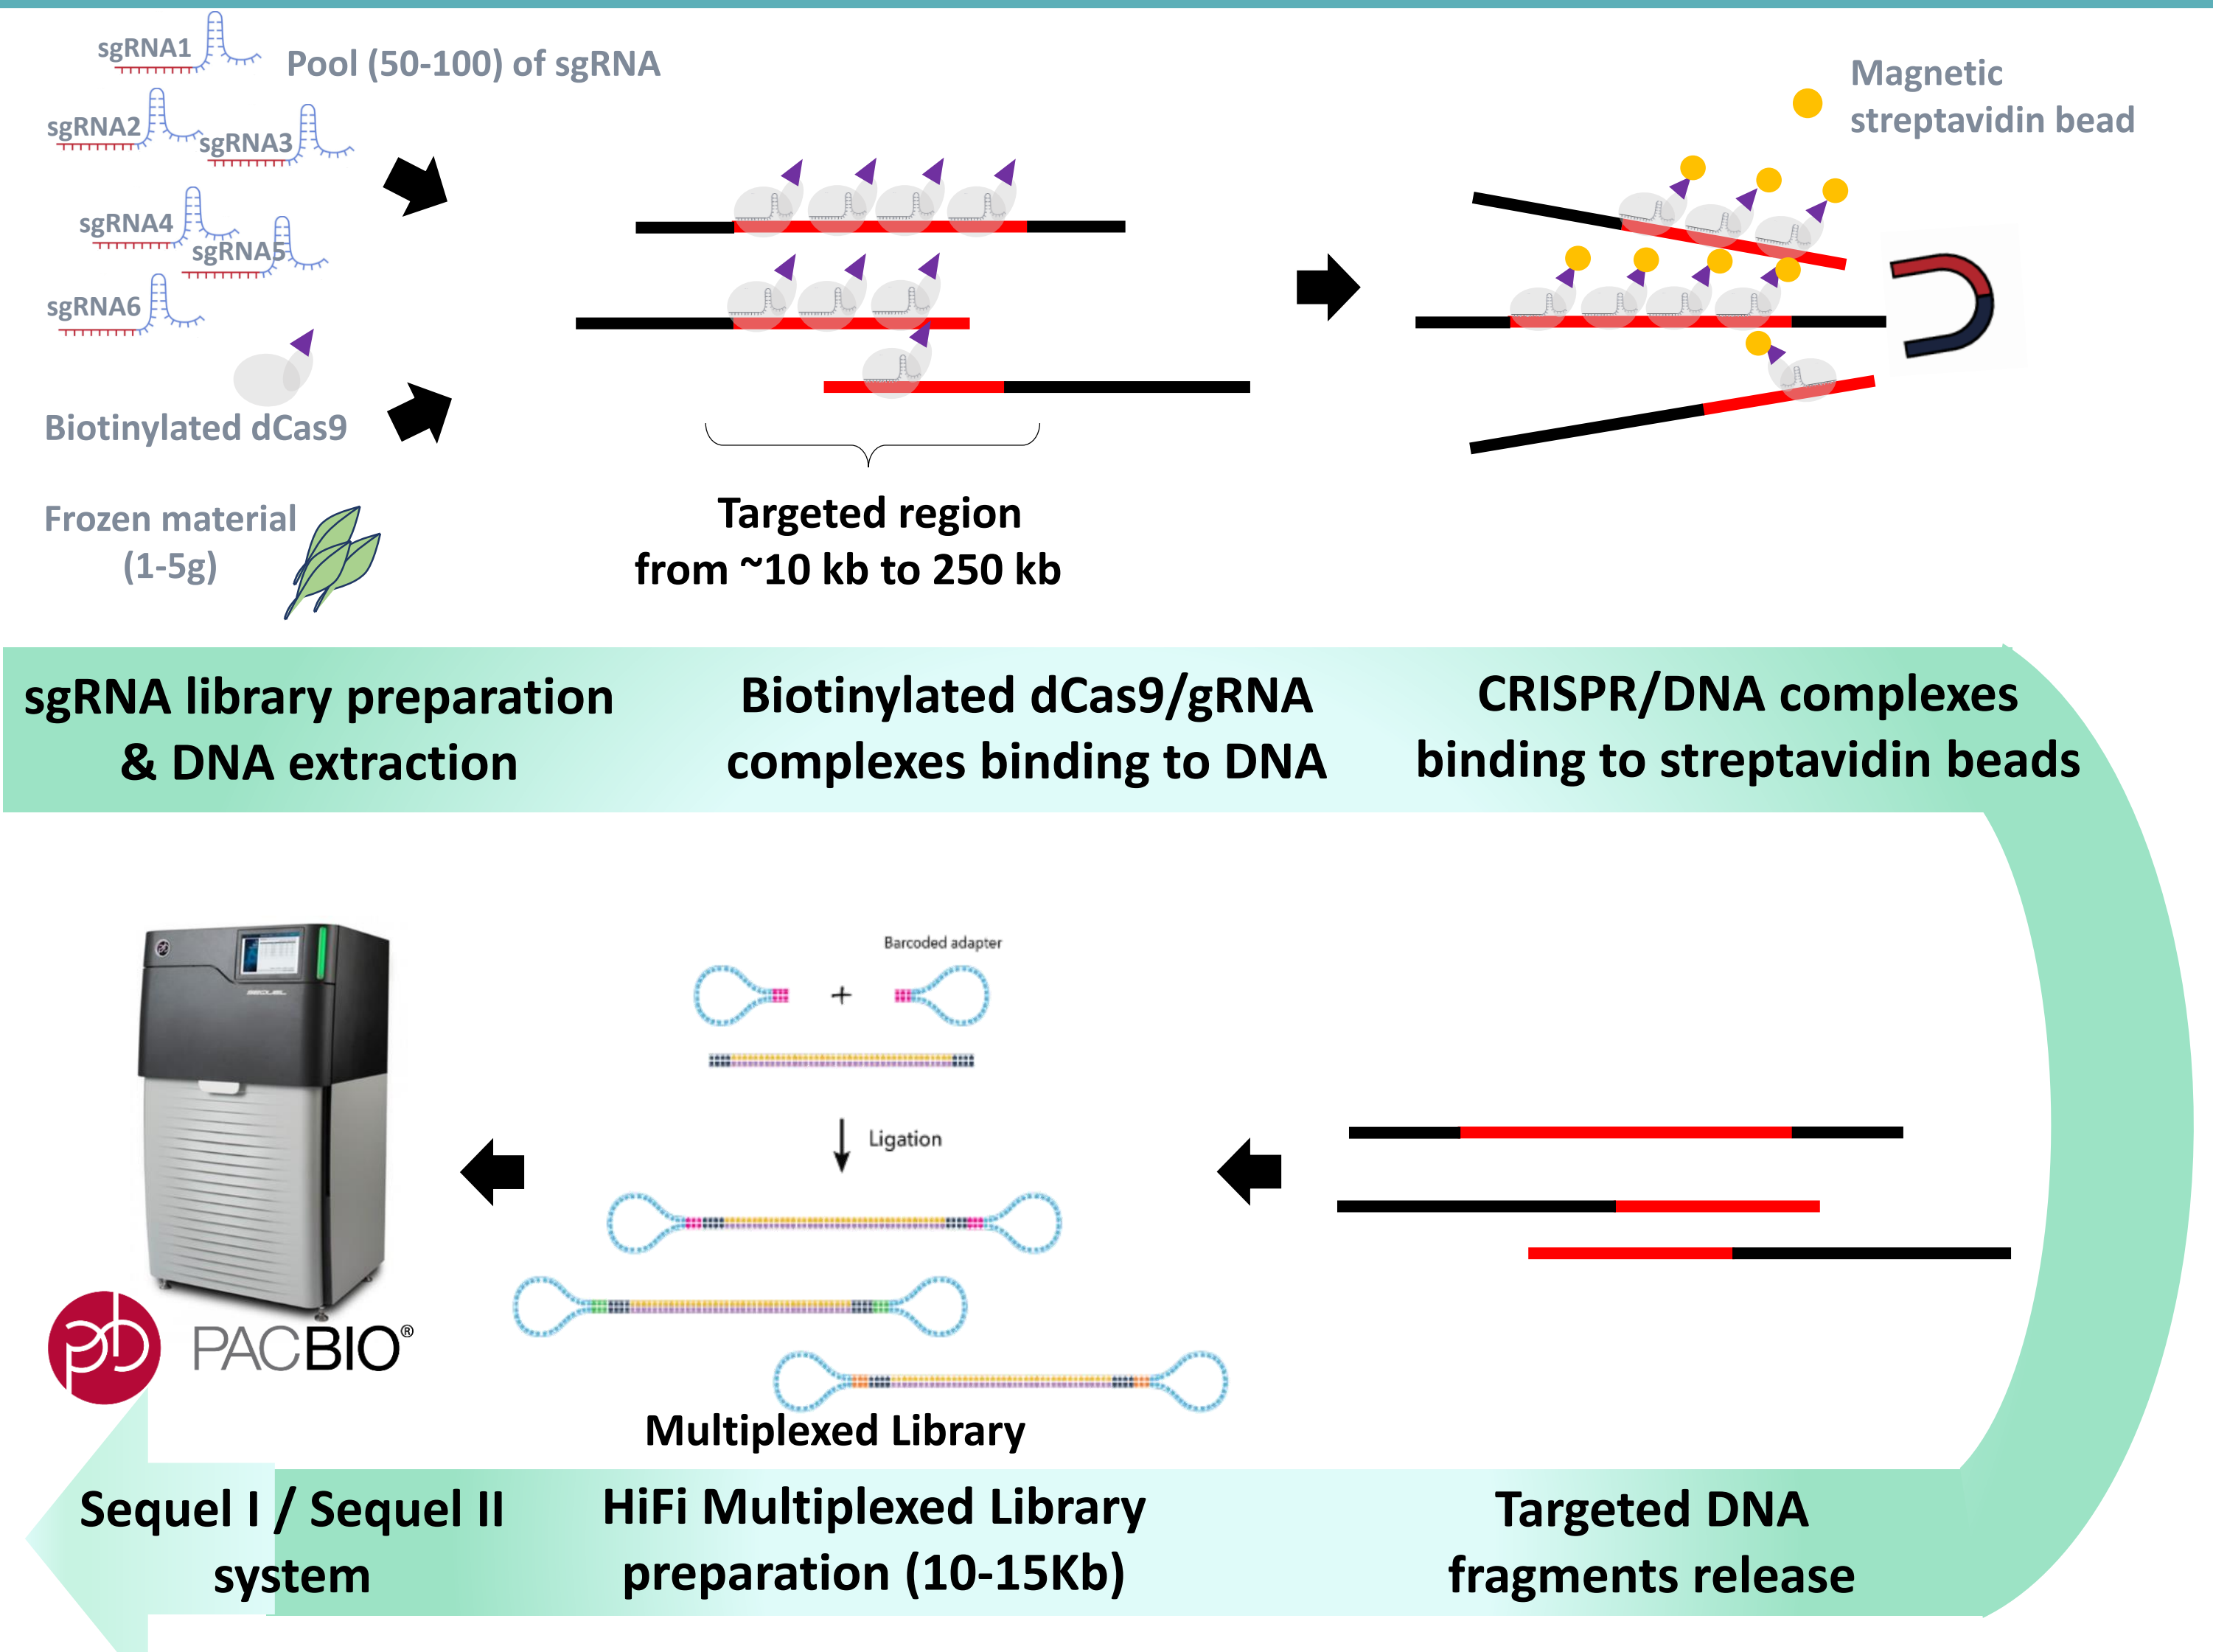 sgRNA1
Pool (50-100) of sgRNA
sgRNA2
sgRNA3
sgRNA4
sgRNA5
sgRNA6
Biotinylated dCas9
Frozen material
(1-5g)
Targeted region
from ~10 kb to 250 kb
Magnetic
streptavidin bead
sgRNA library preparation
& DNA extraction
Biotinylated dCas9/gRNA
complexes binding to DNA
CRISPR/DNA complexes
binding to streptavidin beads
SEQUEL
PACBIO®
Barcoded adapter
+
Ligation
Multiplexed Library
Sequel I / Sequel II
system
HiFi Multiplexed Library
preparation (10-15Kb)
Targeted DNA
fragments release